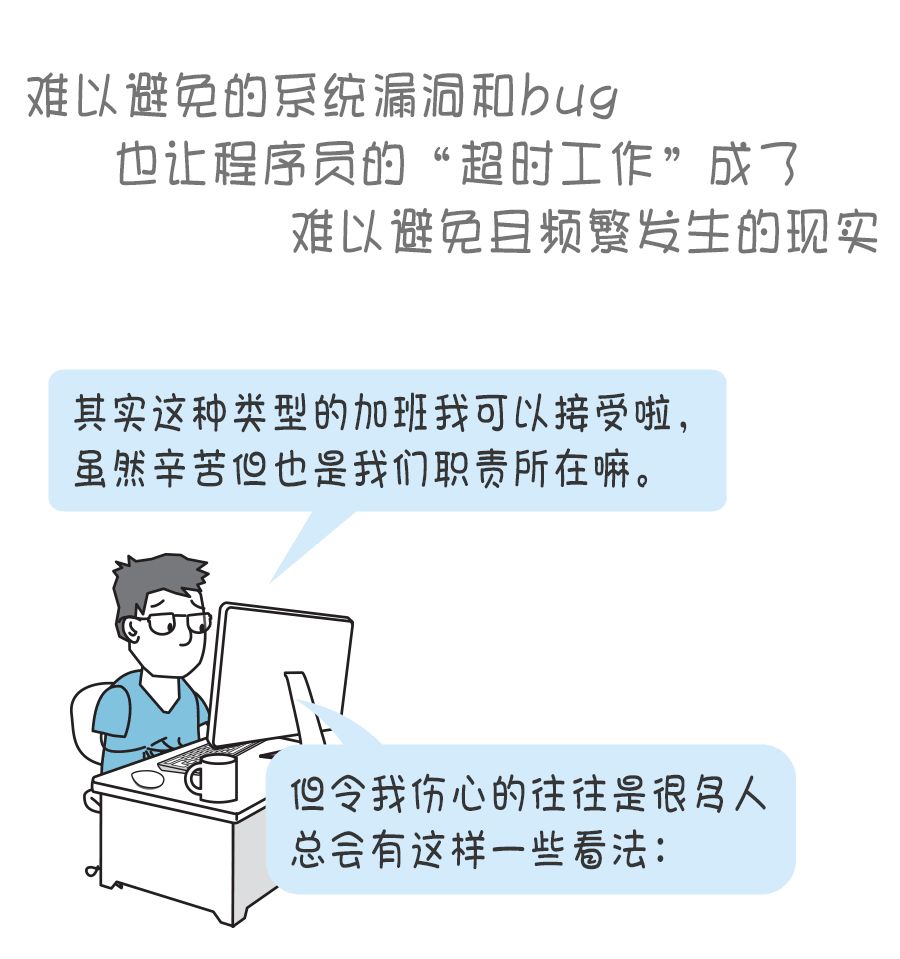 难以避免的系统漏洞和bug
也让程序员的“超时工作”成了
难以避免且频繁发生的现实
其实这种类型的加班我可以接受啦，
虽然辛苦但也是我们职责所在嘛。
但令我伤心的往往是很多人
总会有这样一些看法：